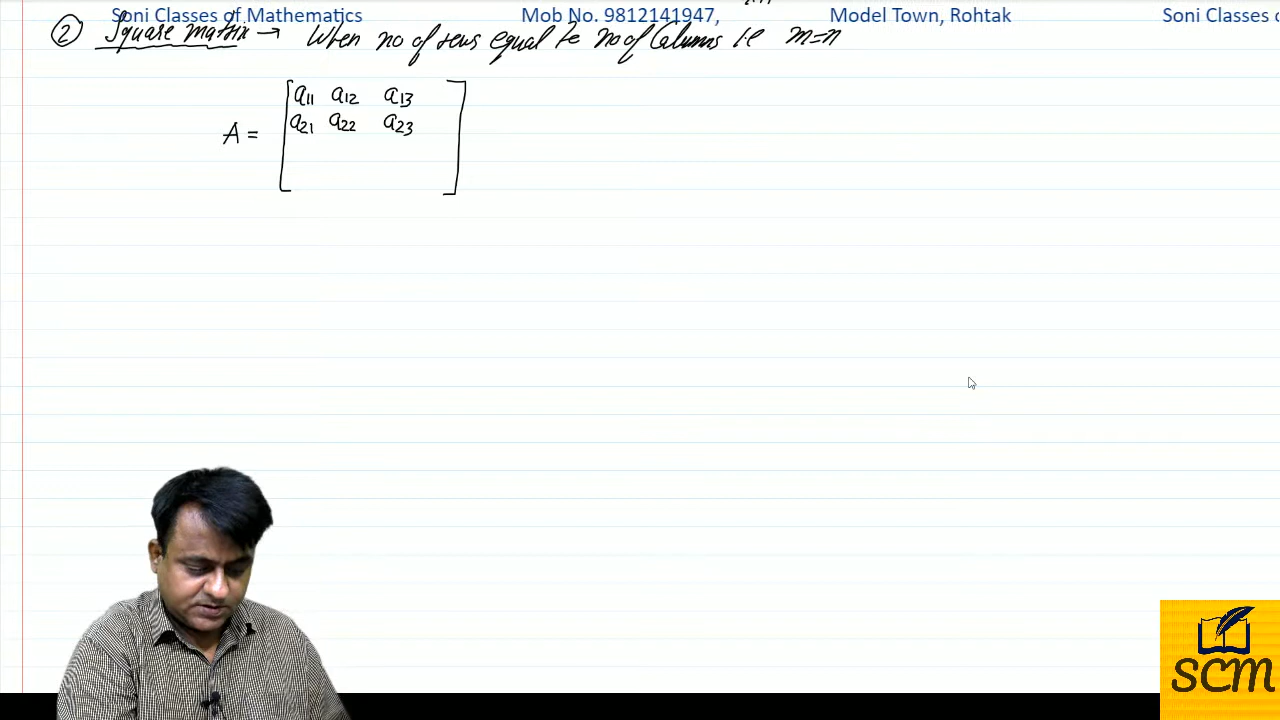 Soni Classes of Mathematics Mob No. 9812141947, Model Town, Rohtak Soni Classes o
② Square matrix → When no of rows equal to no of Columns i.e m=n
a11 a12 a13
a21 a22 a23
A =
SCM